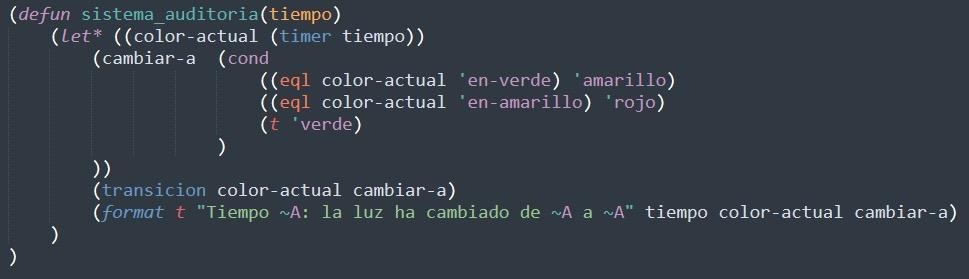 (defun sistema_auditoria(tiempo)
    (let* ((color-actual (timer tiempo))
        (cambiar-a  (cond
                        ((eql color-actual 'en-verde) 'amarillo)
                        ((eql color-actual 'en-amarillo) 'rojo)
                        (t 'verde)
                    )
        ))
        (transicion color-actual cambiar-a)
        (format t "Tiempo ~A: la luz ha cambiado de ~A a ~A" tiempo color-actual cambiar-a)
    )
)